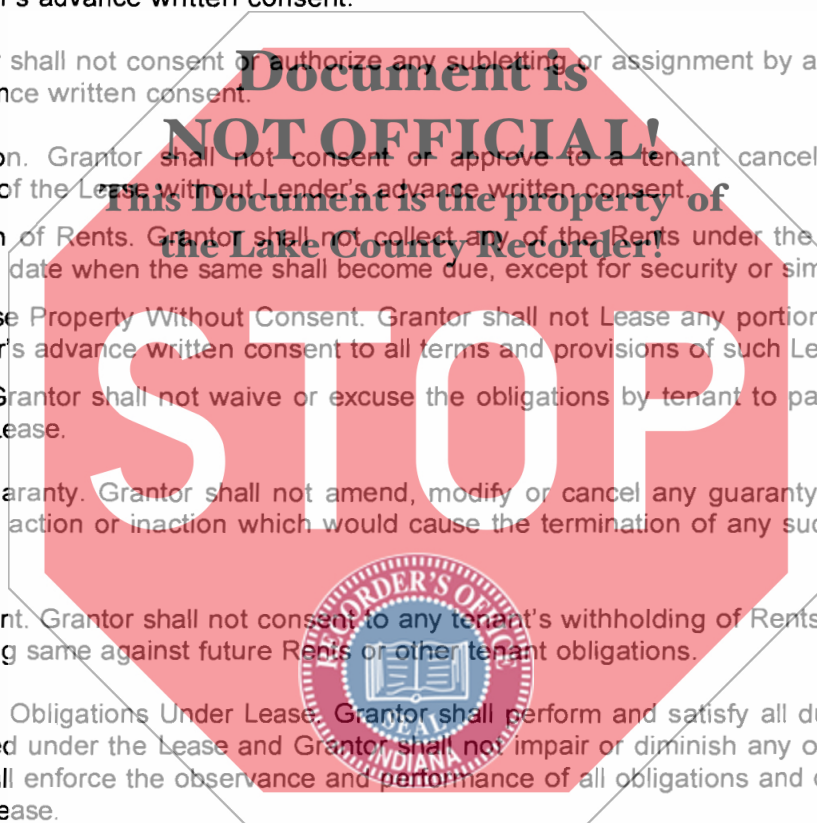 's advance written consent.
shall not consent or authorize any subletting or assignment by a
nce written consent.
on. Grantor shall not consent or approve to a tenant cancel
of the Lease without Lender's advance written consent.
n of Rents. Grantor shall not collect any of the Rents under the
date when the same shall become due, except for security or sim
se Property Without Consent. Grantor shall not Lease any portion
r's advance written consent to all terms and provisions of such Le
Grantor shall not waive or excuse the obligations by tenant to pa
ease.
aranty. Grantor shall not amend, modify or cancel any guaranty
action or inaction which would cause the termination of any suc
nt. Grantor shall not consent to any tenant's withholding of Rents
g same against future Rents or other tenant obligations.
Obligations Under Lease. Grantor shall perform and satisfy all du
ed under the Lease and Grantor shall not impair or diminish any o
ll enforce the observance and performance of all obligations and
ease.
Document is
NOT OFFICIAL!
This Document is the property of
the Lake County Recorder!
STOP
RECORDER'S OFFICE
SEAL
INDIANA